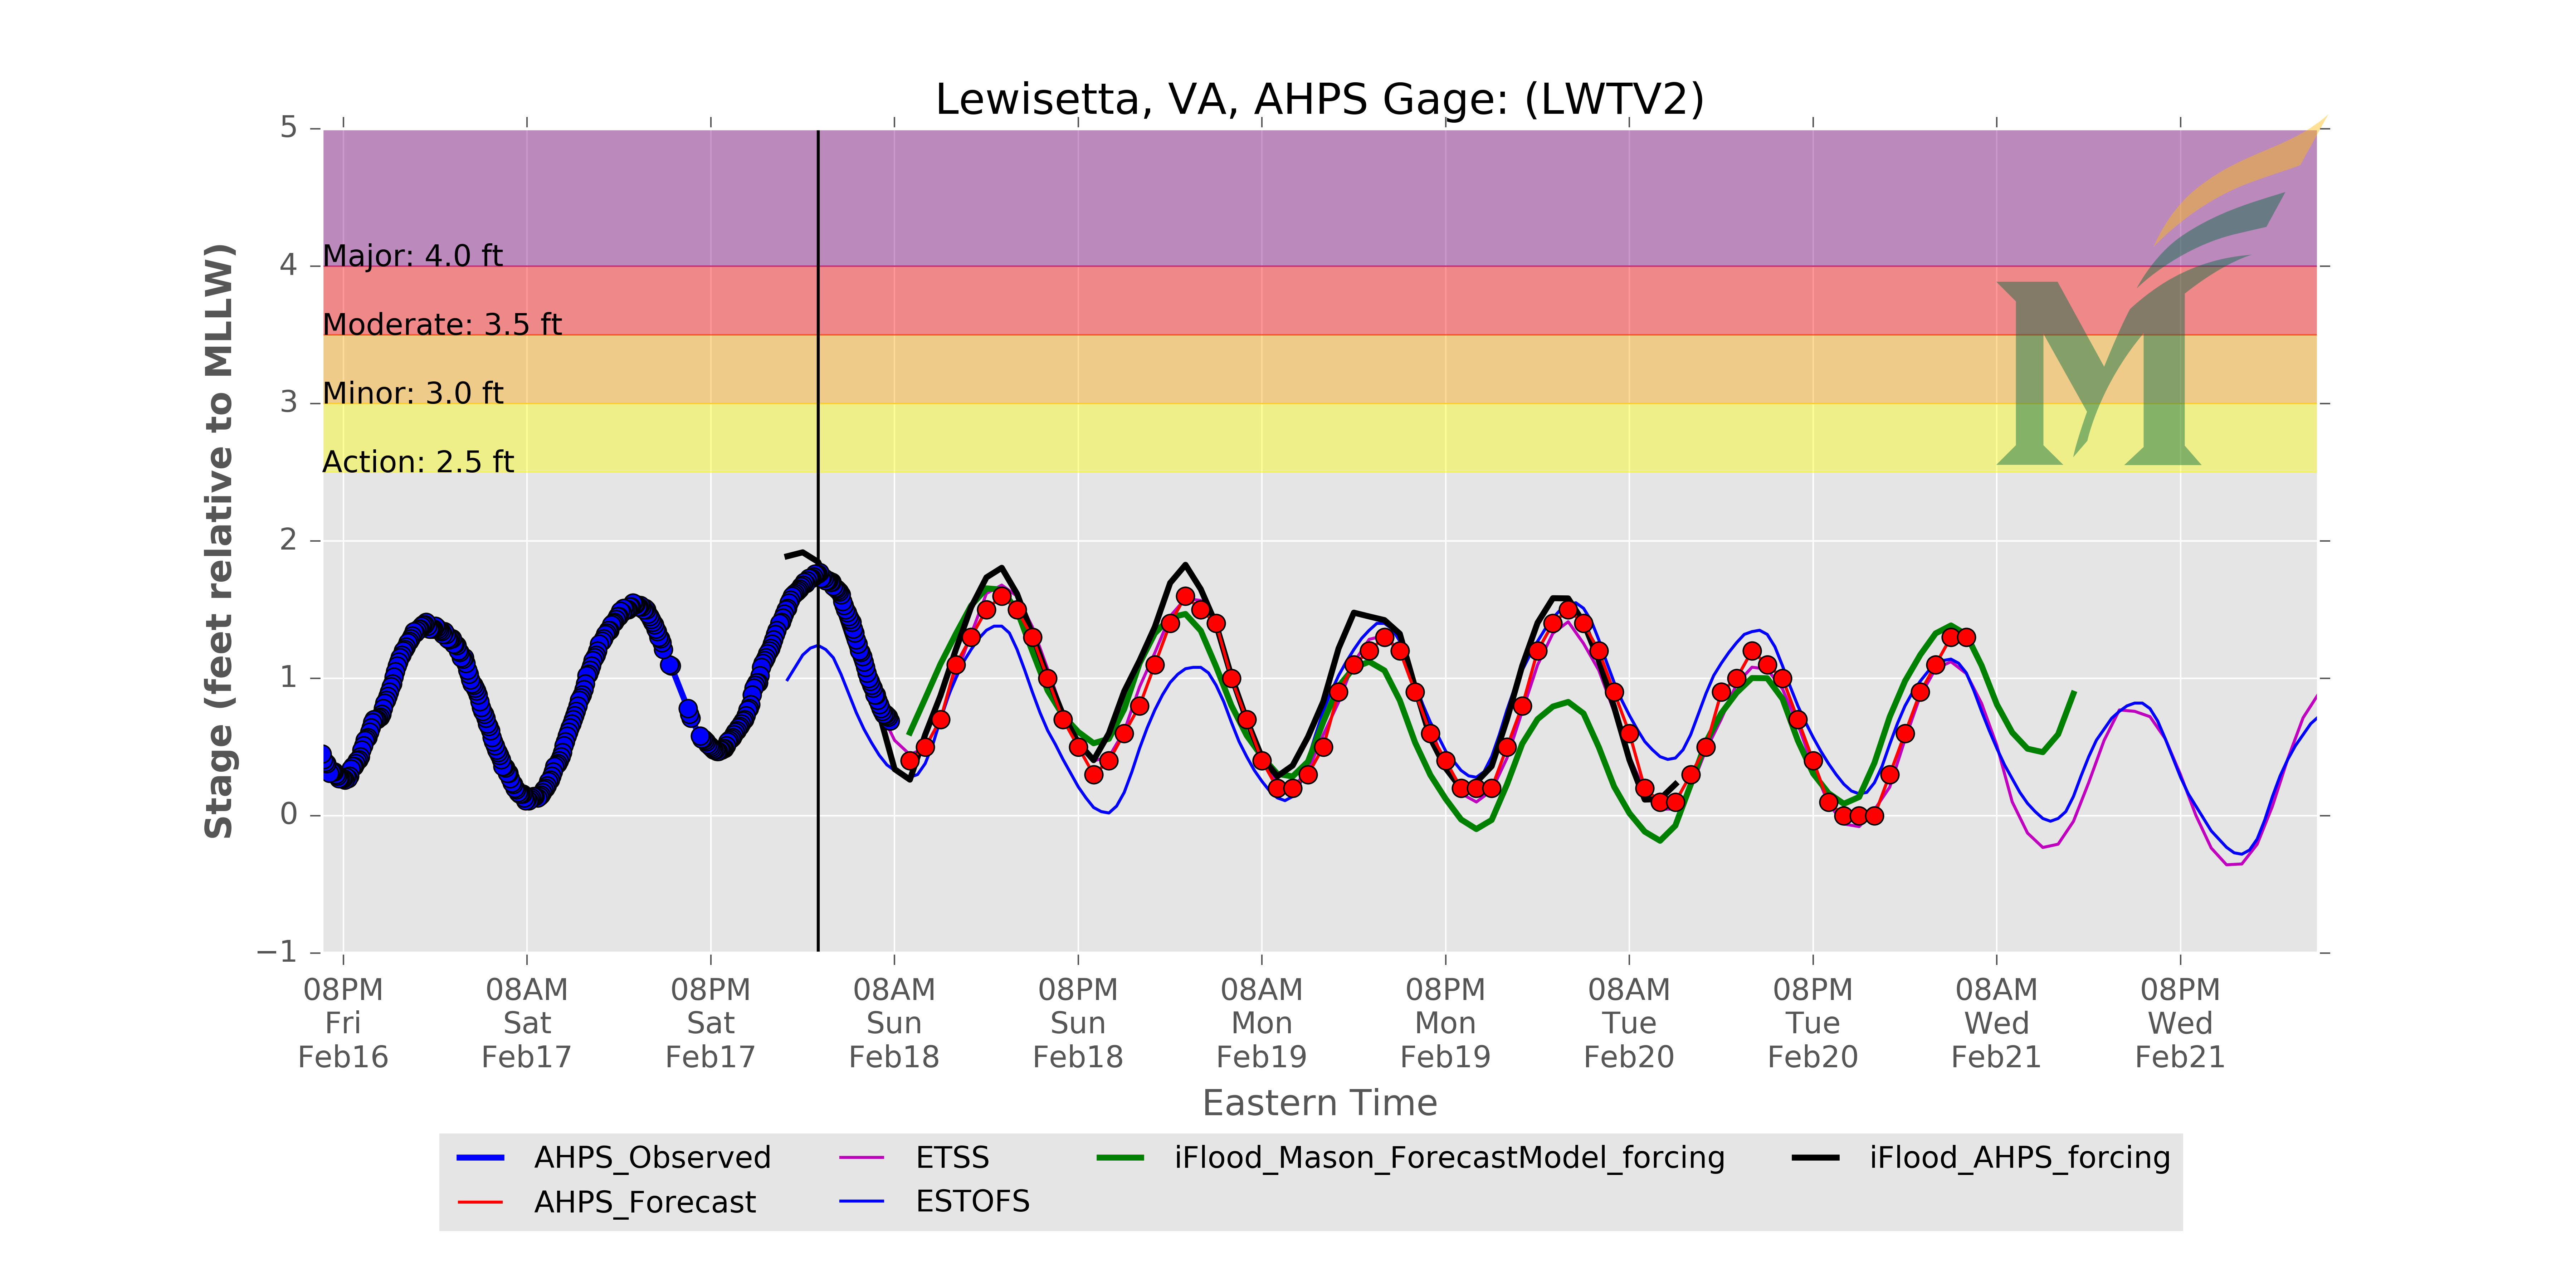 Lewisetta, VA, AHPS Gage: (LWTV2)
Stage (feet relative to MLLW)
5
4
3
2
1
0
−1
Major: 4.0 ft
Moderate: 3.5 ft
Minor: 3.0 ft
Action: 2.5 ft
M
08PM 08AM 08PM 08AM 08PM 08AM 08PM 08AM 08PM 08AM 08PM
Fri Sat Sat Sun Sun Mon Mon Tue Tue Wed Wed
Feb16 Feb17 Feb17 Feb18 Feb18 Feb19 Feb19 Feb20 Feb20 Feb21 Feb21
Eastern Time
AHPS_Observed ETSS iFlood_Mason_ForecastModel_forcing iFlood_AHPS_forcing
AHPS_Forecast ESTOFS